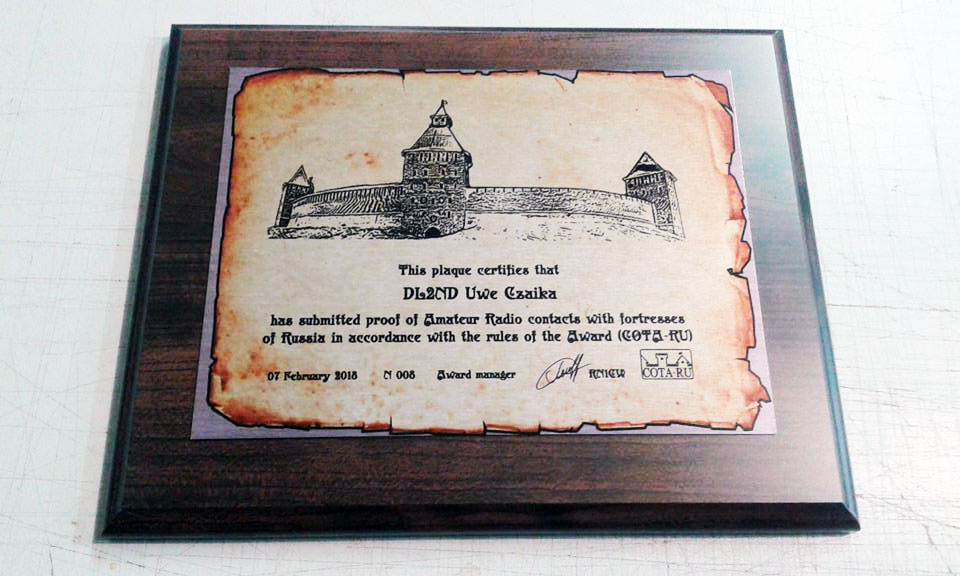 This plaque certifies that
DL2ND Uwe Czaika
has submitted proof of Amateur Radio contacts with fortresses
of Russia in accordance with the rules of the Award (COTA-RU)
07 February 2018 N 008 Award manager RN1CW COTA-RU